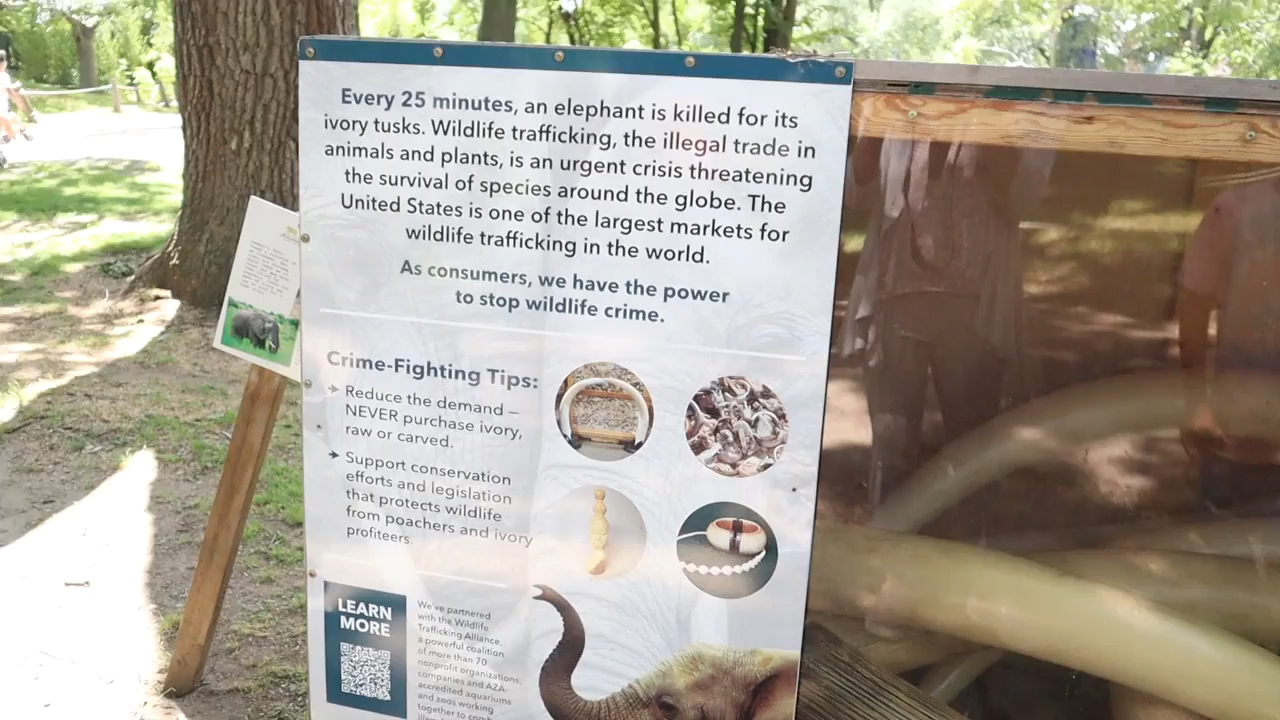 Every 25 minutes, an elephant is killed for its
ivory tusks. Wildlife trafficking, the illegal trade in
animals and plants, is an urgent crisis threatening
the survival of species around the globe. The
United States is one of the largest markets for
wildlife trafficking in the world.
As consumers, we have the power
to stop wildlife crime.
Crime-Fighting Tips:
Reduce the demand –
NEVER purchase ivory,
raw or carved.
Support conservation
efforts and legislation
that protects wildlife
from poachers and ivory
profiteers.
LEARN
MORE
We've partnered
with the Wildlife
Trafficking Alliance,
a powerful coalition
of more than 70
nonprofit organizations,
companies and AZA-
accredited aquariums
and zoos working
together to